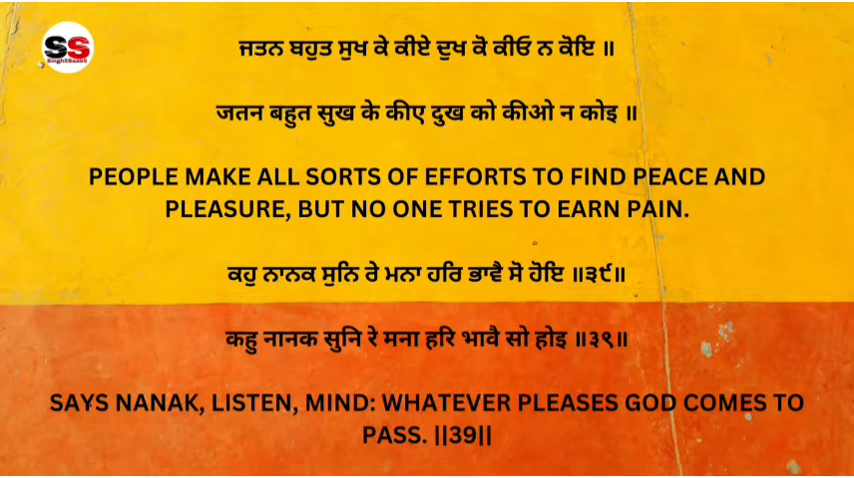 SS
SinghSbaabS
ਜਤਨ ਬਹੁਤ ਸੁਖ ਕੇ ਕੀਏ ਦੁਖ ਕੋ ਕੀਓ ਨ ਕੋਇ ॥
जतन बहुत सुख के कीए दुख को कीओ न कोइ ॥
PEOPLE MAKE ALL SORTS OF EFFORTS TO FIND PEACE AND
PLEASURE, BUT NO ONE TRIES TO EARN PAIN.
ਕਹੁ ਨਾਨਕ ਸੁਨਿ ਰੇ ਮਨਾ ਹਰਿ ਭਾਵੈ ਸੋ ਹੋਇ ॥੩੯॥
कहु नानक सुनि रे मना हरि भावै सो होइ ॥३९॥
SAYS NANAK, LISTEN, MIND: WHATEVER PLEASES GOD COMES TO
PASS. ||39||